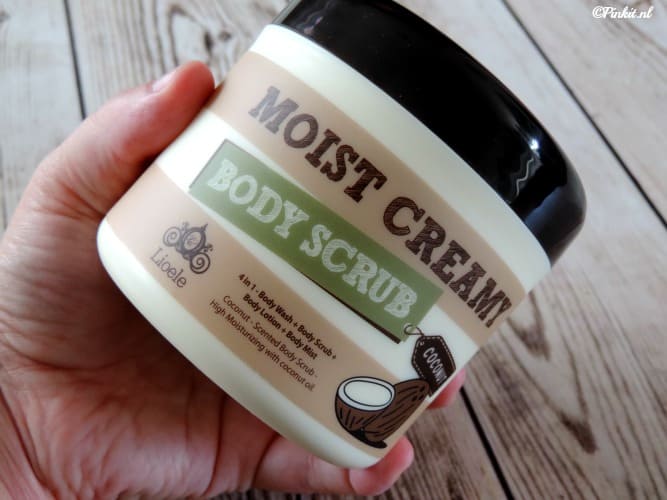 ©Pinkit.nl
MOIST CREAMY
BODY SCRUB
Lioele
4 in 1 - Body Wash + Body Scrub +
Body Lotion + Body Mist
Coconut - Scented Body Scrub -
High Moisturizing with coconut oil.
COCONUT